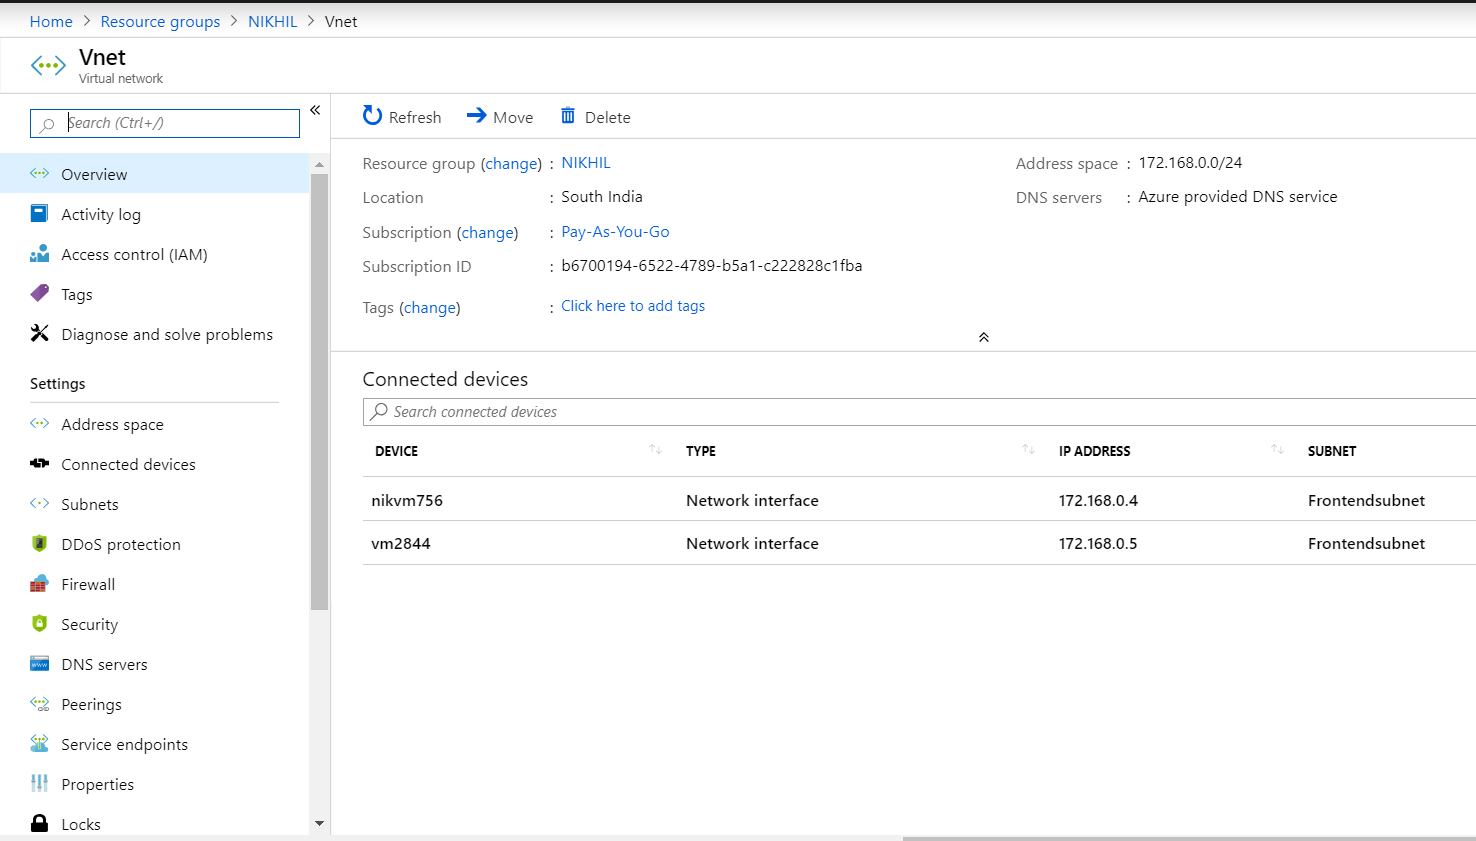 Home > Resource groups > NIKHIL > Vnet
Vnet
Virtual network
Search (Ctrl+/)
«
Overview
Activity log
Access control (IAM)
Tags
Diagnose and solve problems
Settings
Address space
Connected devices
Subnets
DDoS protection
Firewall
Security
DNS servers
Peerings
Service endpoints
Properties
Locks
Refresh Move Delete
Resource group (change) : NIKHIL
Location : South India
Subscription (change) : Pay-As-You-Go
Subscription ID : b6700194-6522-4789-b5a1-c222828c1fba
Tags (change) : Click here to add tags
Address space : 172.168.0.0/24
DNS servers : Azure provided DNS service
Connected devices
Search connected devices
DEVICE TYPE IP ADDRESS SUBNET
nikvm756 Network interface 172.168.0.4 Frontendsubnet
vm2844 Network interface 172.168.0.5 Frontendsubnet